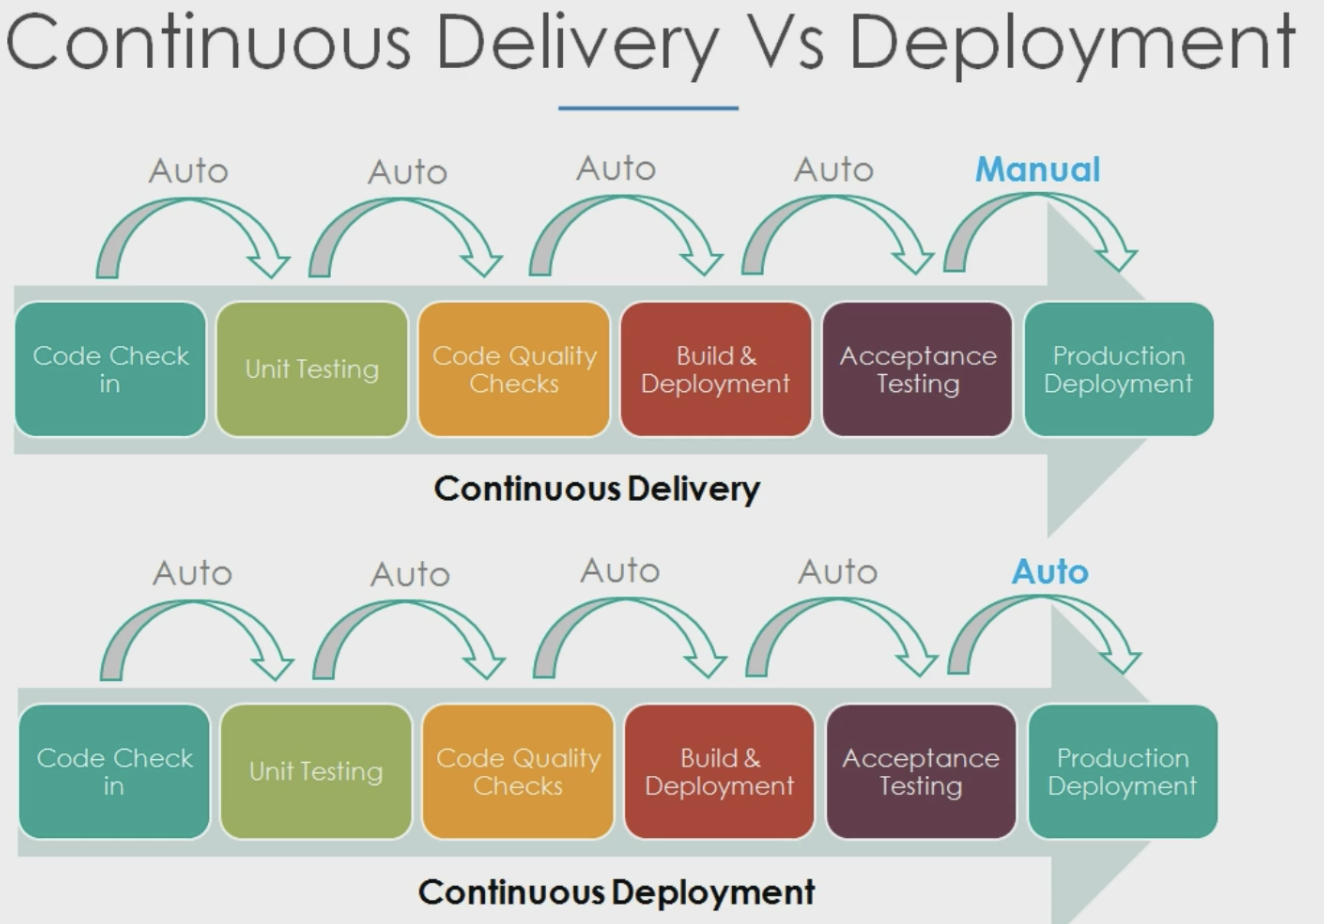 Continuous Delivery Vs Deployment
Auto
Auto
Auto
Auto
Manual
Code Check
in
Unit Testing
Code Quality
Checks
Build &
Deployment
Acceptance
Testing
Production
Deployment
Continuous Delivery
Auto
Auto
Auto
Auto
Auto
Code Check
in
Unit Testing
Code Quality
Checks
Build &
Deployment
Acceptance
Testing
Production
Deployment
Continuous Deployment